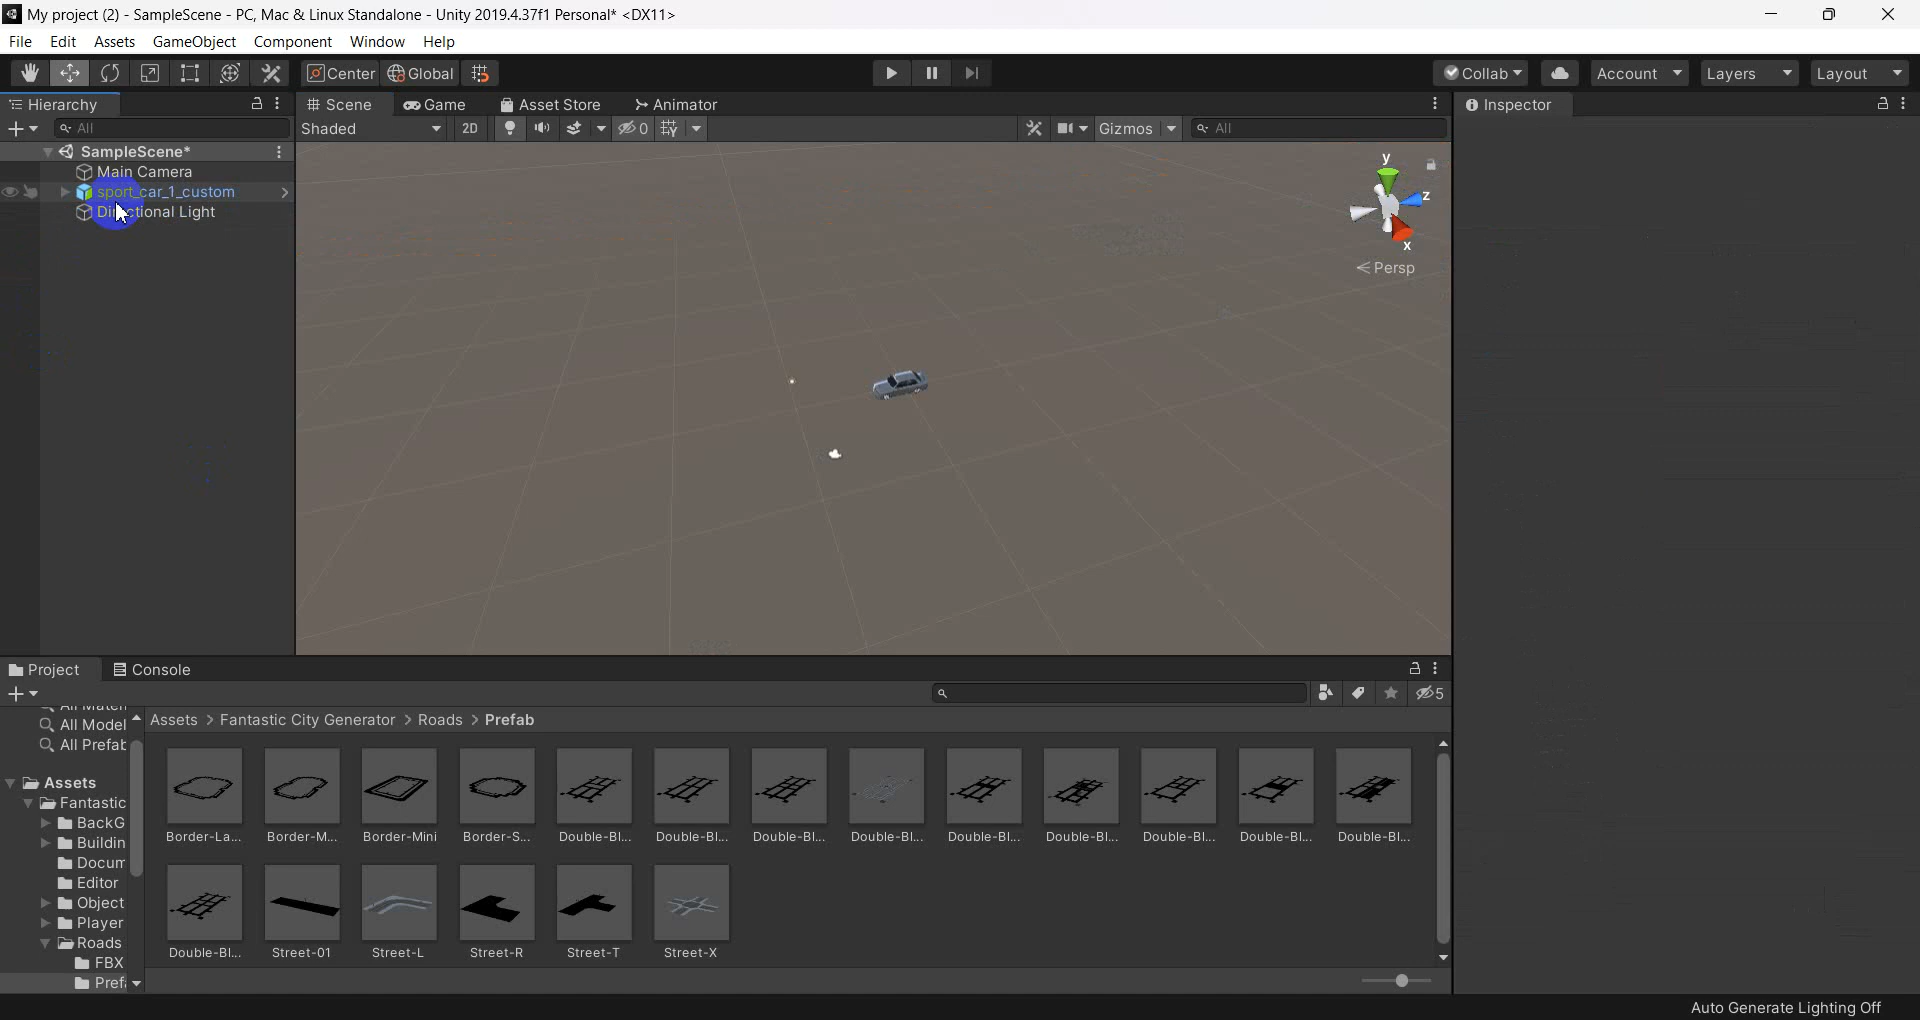 My project (2) - SampleScene - PC, Mac & Linux Standalone - Unity 2019.4.37f1 Personal* <DX11>
File Edit Assets GameObject Component Window Help
Center Global Collab Account Layers Layout
Hierarchy Scene Game Asset Store Animator Inspector
All Shaded 2D 0 Gizmos All
SampleScene*
Main Camera
sport_car_1_custom
Directional Light
y
z
x
Persp
Project Console
5
All Model
All Prefab
Assets > Fantastic City Generator > Roads > Prefab
Assets
Fantastic
BackG
Buildin
Docum
Editor
Object
Player
Roads
FBX
Prefa
Border-La... Border-M... Border-Mini Border-S... Double-Bl... Double-Bl... Double-Bl... Double-Bl... Double-Bl... Double-Bl... Double-Bl... Double-Bl... Double-Bl...
Double-Bl... Street-01 Street-L Street-R Street-T Street-X
Auto Generate Lighting Off